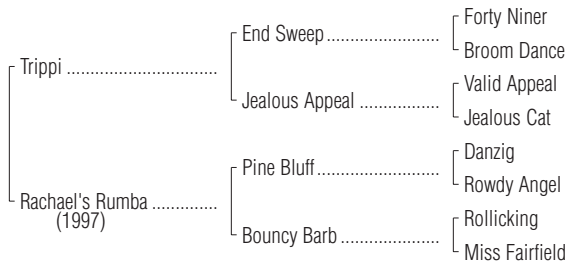 Forty Niner
End Sweep ........................
Broom Dance
Trippi ................................
Valid Appeal
Jealous Appeal .................
Jealous Cat
Danzig
Pine Bluff..........................
Rowdy Angel
Rachael's Rumba ..............
(1997)
Rollicking
Bouncy Barb .....................
Miss Fairfield